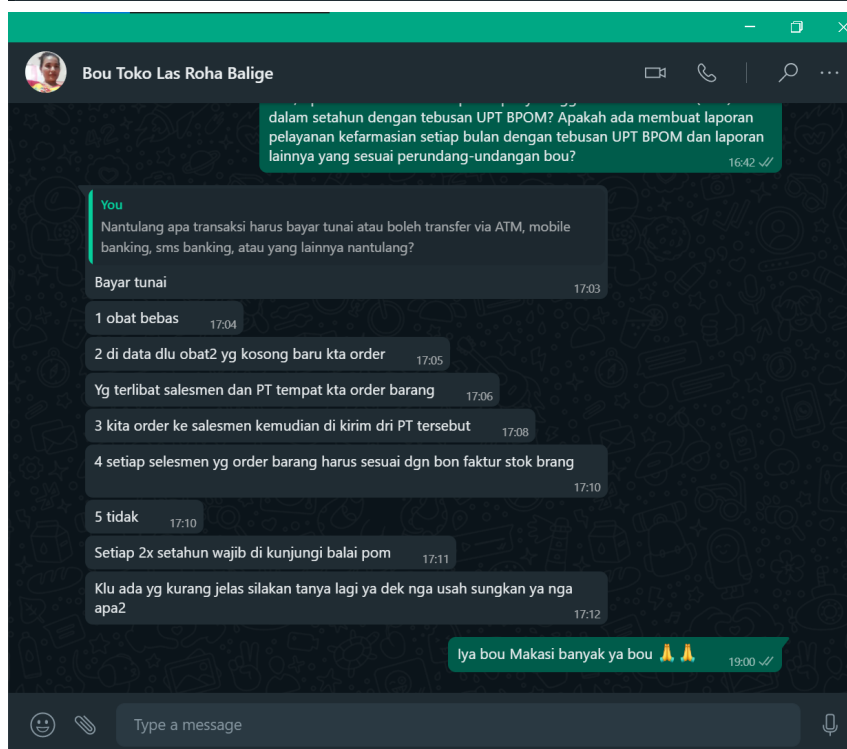 Bou Toko Las Roha Balige
dalam setahun dengan tebusan UPT BPOM? Apakah ada membuat laporan
pelayanan kefarmasian setiap bulan dengan tebusan UPT BPOM dan laporan
lainnya yang sesuai perundang-undangan bou?
16:42
You
Nantulang apa transaksi harus bayar tunai atau boleh transfer via ATM, mobile
banking, sms banking, atau yang lainnya nantulang?
Bayar tunai
17:03
1 obat bebas 17:04
2 di data dlu obat2 yg kosong baru kta order 17:05
Yg terlibat salesmen dan PT tempat kta order barang 17:06
3 kita order ke salesmen kemudian di kirim dri PT tersebut 17:08
4 setiap selesmen yg order barang harus sesuai dgn bon faktur stok brang
17:10
5 tidak 17:10
Setiap 2x setahun wajib di kunjungi balai pom 17:11
Klu ada yg kurang jelas silakan tanya lagi ya dek nga usah sungkan ya nga
apa2
17:12
Iya bou Makasi banyak ya bou 🙏🙏 19:00
Type a message